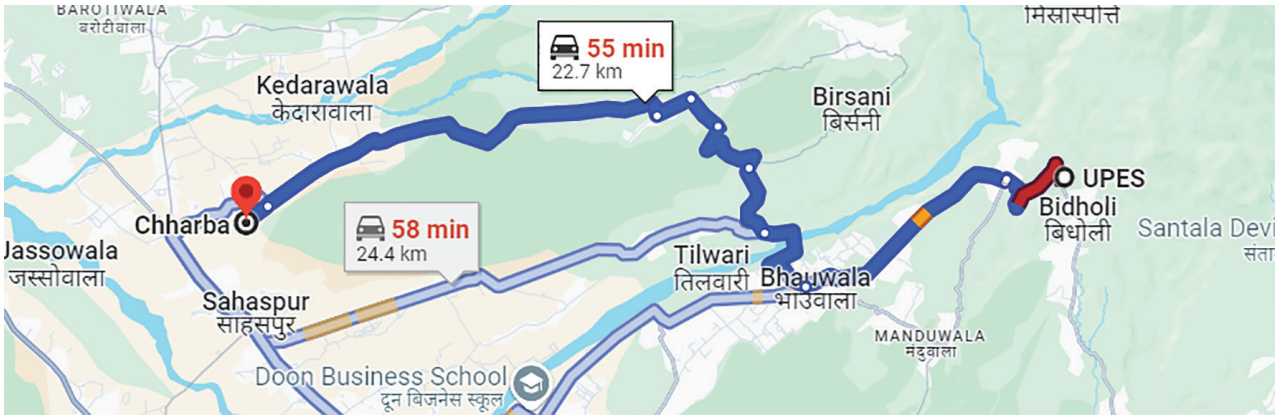 BAROTIWALA
बरोटीवाला
मिस्रास्पात्ते
55 min
22.7 km
Kedarawala
केदारावाला
Birsani
बिर्सनी
UPES
Chharba
Bidholi
बिधोली
58 min
24.4 km
Santala Devi
संता
Jassowala
जस्सोवाला
Tilwari
तिलवारी
Bhauwala
भाउवाला
Sahaspur
साहसपुर
MANDUWALA
मंदुवाला
Doon Business School
दून बिजनेस स्कूल